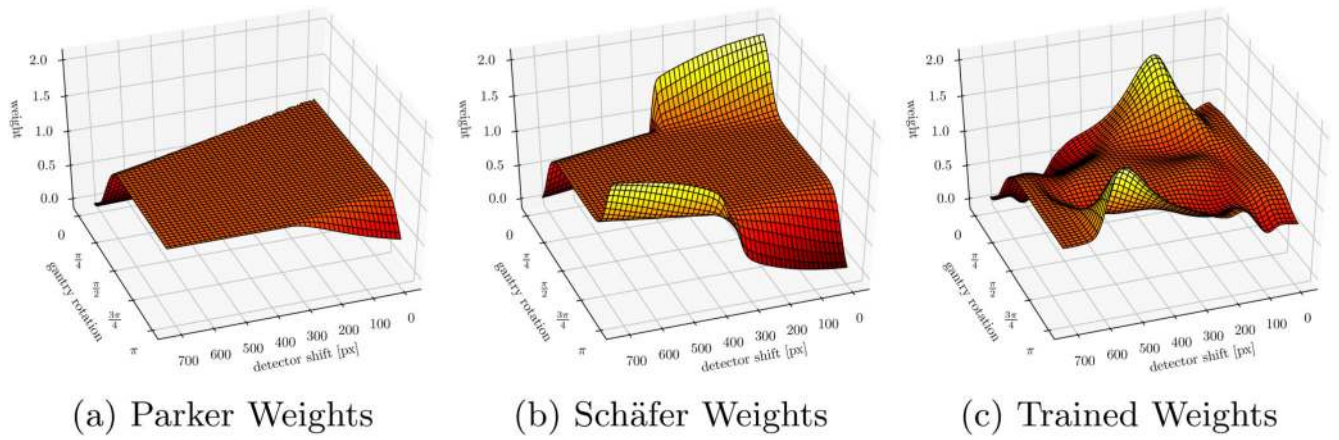 2.0
1.5
1.0
0.5
0.0
weight
0
π/4
π/2
3π/4
π
gantry rotation
700 600 500 400 300 200 100 0
detector shift [px]
(a) Parker Weights
2.0
1.5
1.0
0.5
0.0
weight
0
π/4
π/2
3π/4
π
gantry rotation
700 600 500 400 300 200 100 0
detector shift [px]
(b) Schäfer Weights
2.0
1.5
1.0
0.5
0.0
weight
0
π/4
π/2
3π/4
π
gantry rotation
700 600 500 400 300 200 100 0
detector shift [px]
(c) Trained Weights